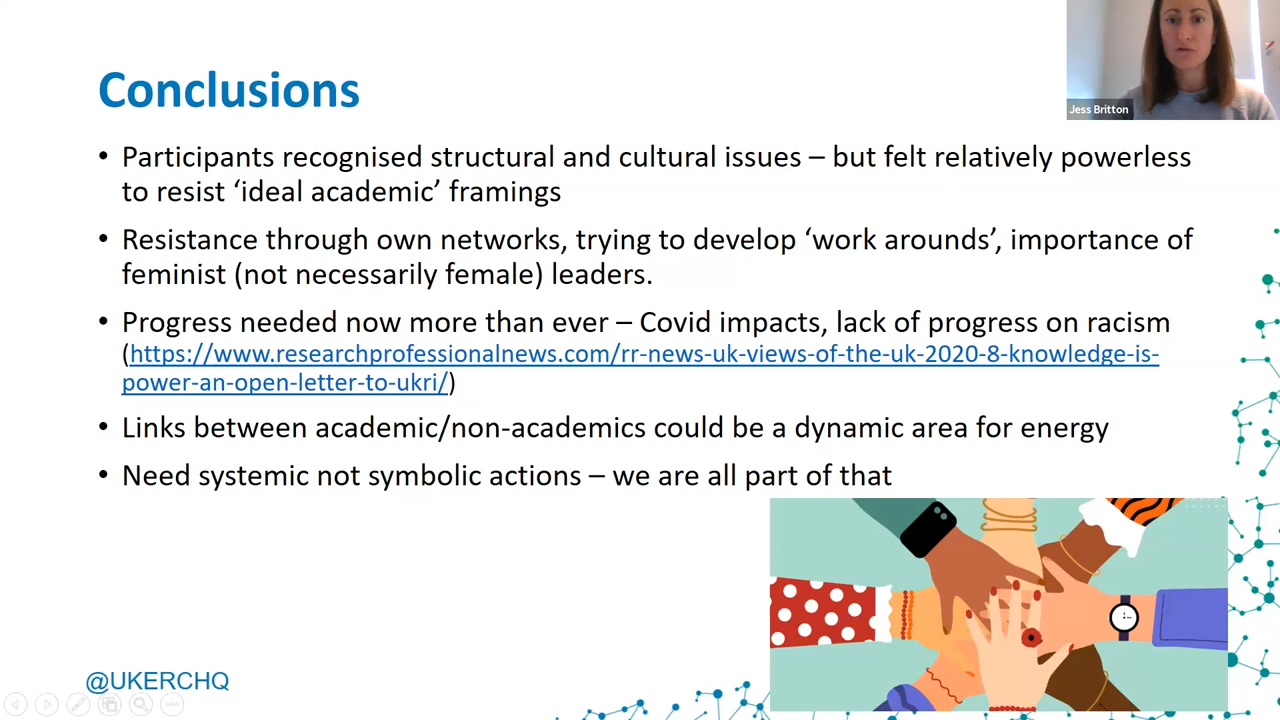 Conclusions
Jess Britton
• Participants recognised structural and cultural issues – but felt relatively powerless
to resist ‘ideal academic’ framings
• Resistance through own networks, trying to develop ‘work arounds’, importance of
feminist (not necessarily female) leaders.
• Progress needed now more than ever – Covid impacts, lack of progress on racism
(https://www.researchprofessionalnews.com/rr-news-uk-views-of-the-uk-2020-8-knowledge-is-
power-an-open-letter-to-ukri/)
• Links between academic/non-academics could be a dynamic area for energy
• Need systemic not symbolic actions – we are all part of that
@UKERCHQ